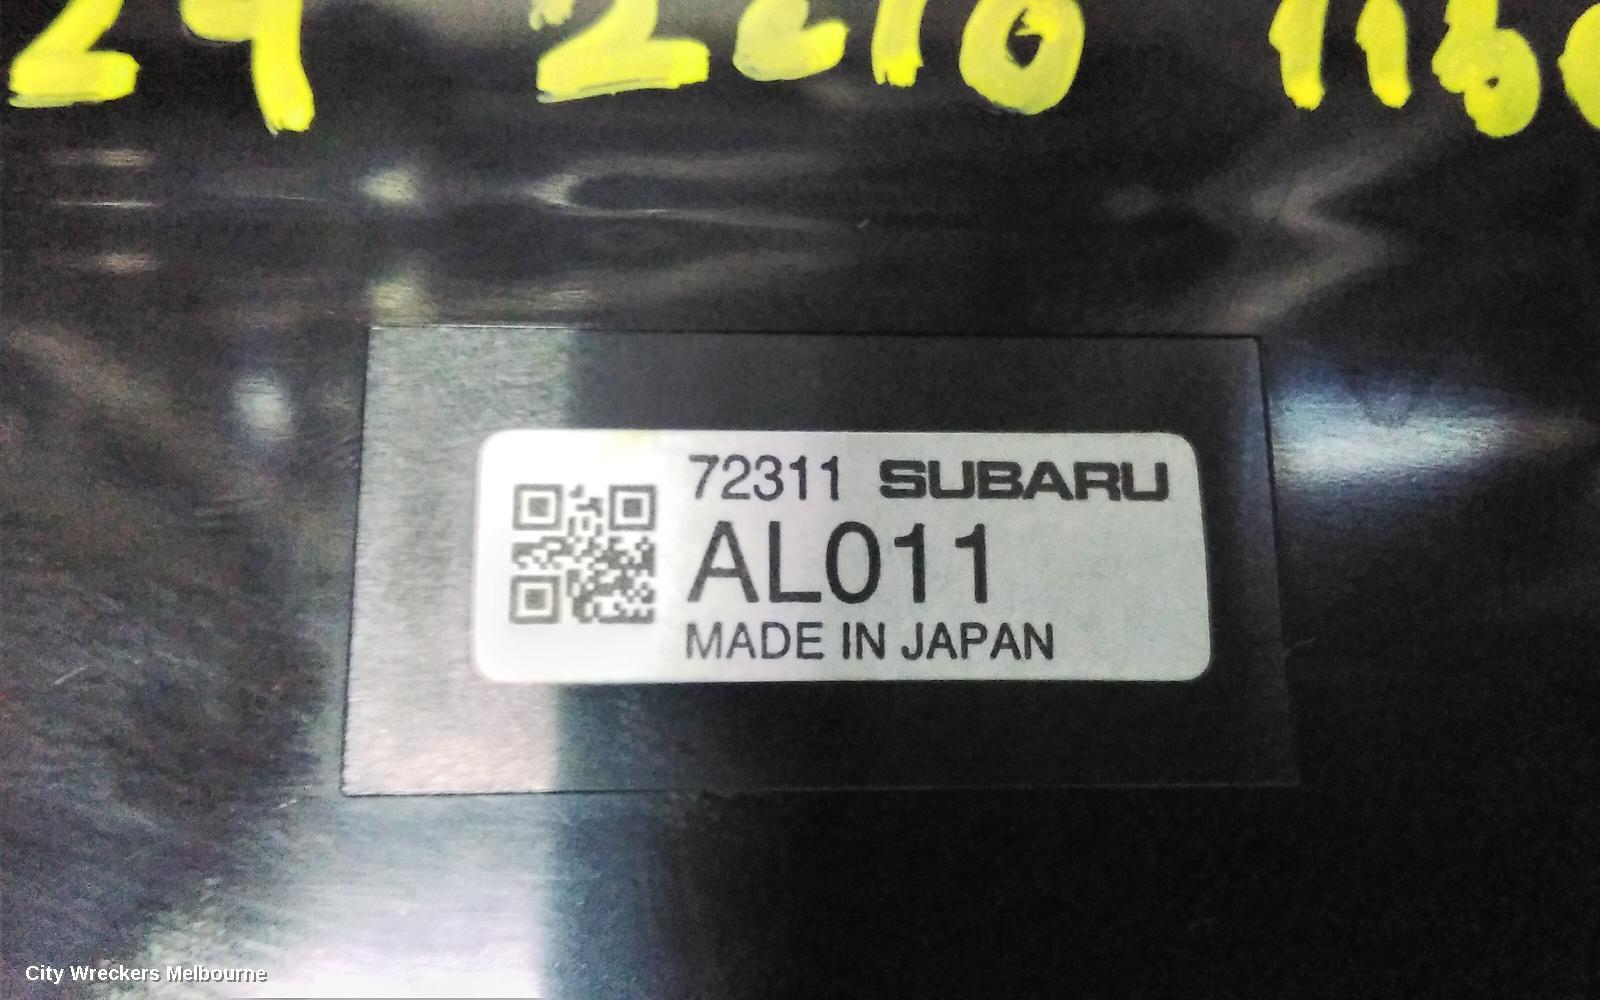 72311 SUBARU
AL011
MADE IN JAPAN
City Wreckers Melbourne